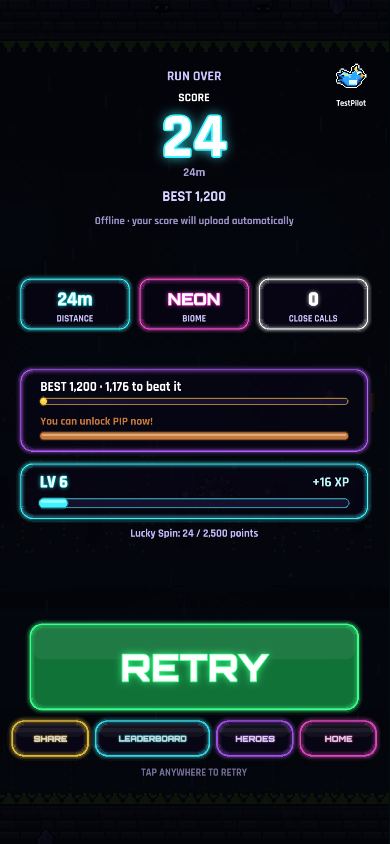 RUN OVER
SCORE
24
24m
BEST 1,200
Offline · your score will upload automatically
TestPilot
24m
DISTANCE
NEON
BIOME
0
CLOSE CALLS
BEST 1,200 · 1,176 to beat it
You can unlock PIP now!
LV 6
+16 XP
Lucky Spin: 24 / 2,500 points
RETRY
SHARE
LEADERBOARD
HEROES
HOME
TAP ANYWHERE TO RETRY